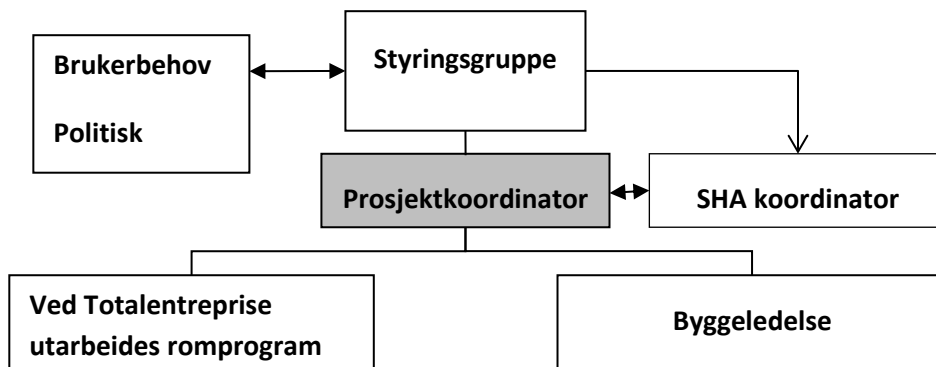 Brukerbehov
Politisk
Styringsgruppe
Prosjektkoordinator
SHA koordinator
Ved Totalentreprise
utarbeides romprogram
Byggeledelse